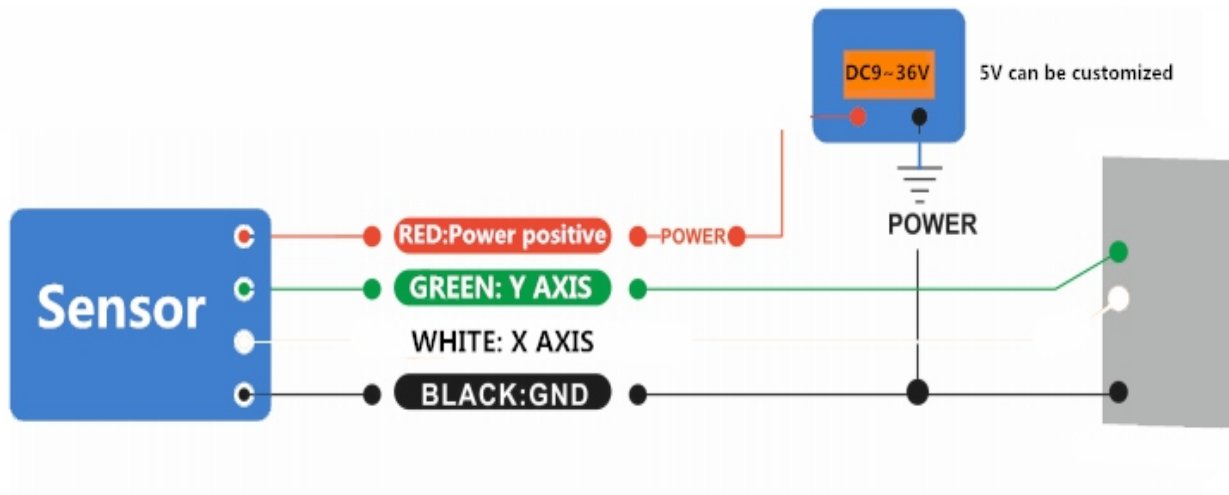 DC9~36V
5V can be customized
POWER
RED:Power positive
POWER
GREEN: Y AXIS
Sensor
WHITE: X AXIS
BLACK:GND